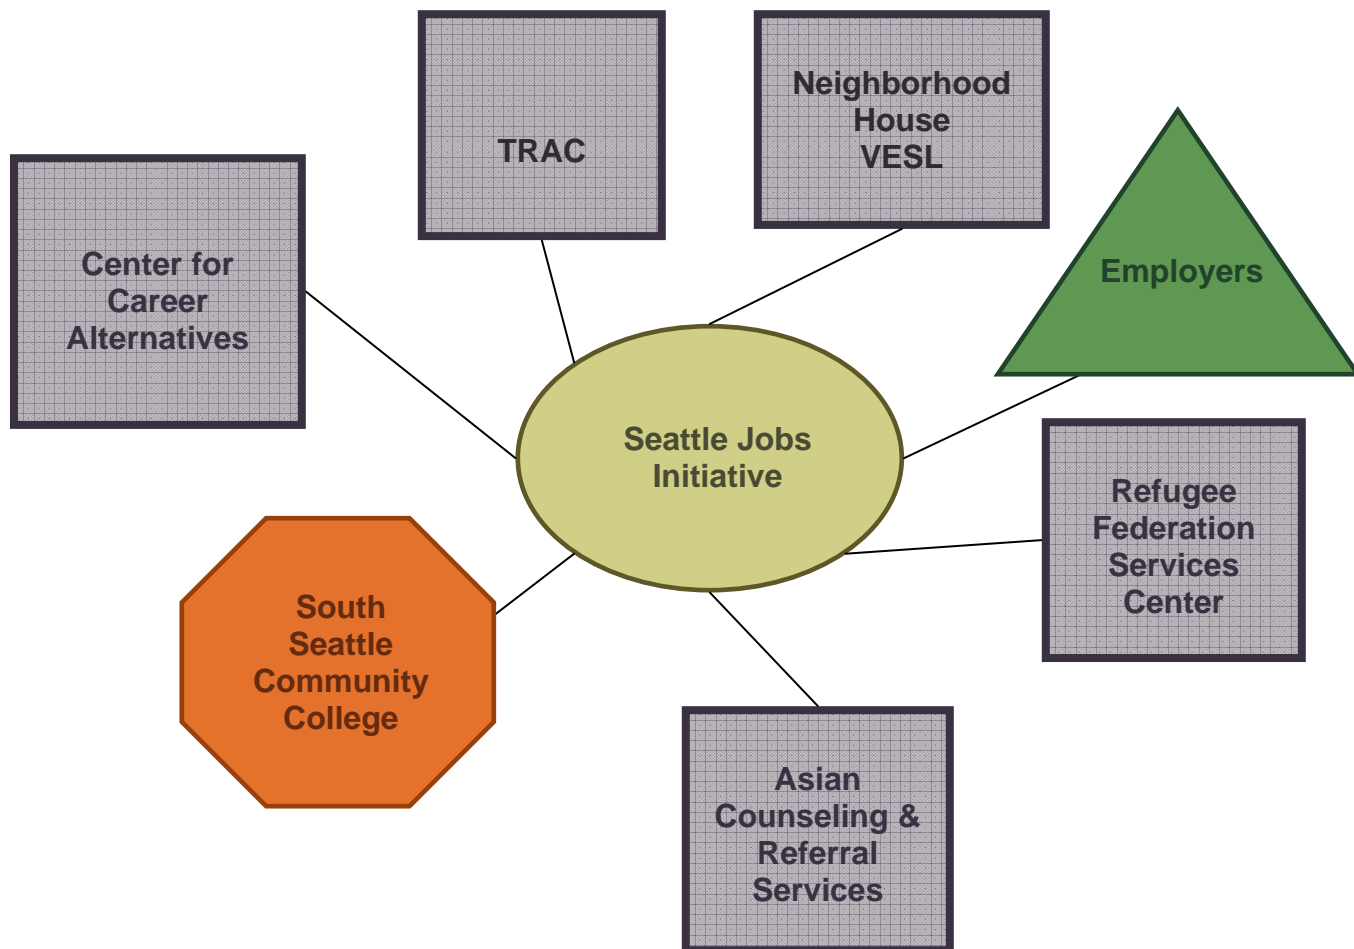 TRAC
Neighborhood
House
VESL
Center for
Career
Alternatives
Employers
Seattle Jobs
Initiative
Refugee
Federation
Services
Center
South
Seattle
Community
College
Asian
Counseling &
Referral
Services